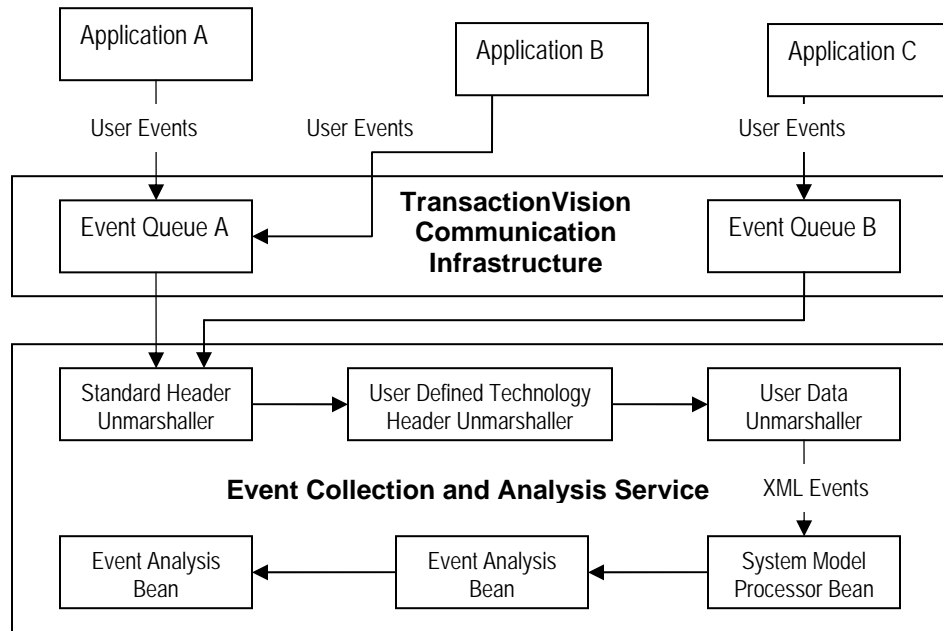 Application A
Application B
Application C
User Events
User Events
User Events
TransactionVision
Communication
Infrastructure
Event Queue A
Event Queue B
Standard Header
Unmarshaller
User Defined Technology
Header Unmarshaller
User Data
Unmarshaller
Event Collection and Analysis Service
XML Events
Event Analysis
Bean
Event Analysis
Bean
System Model
Processor Bean